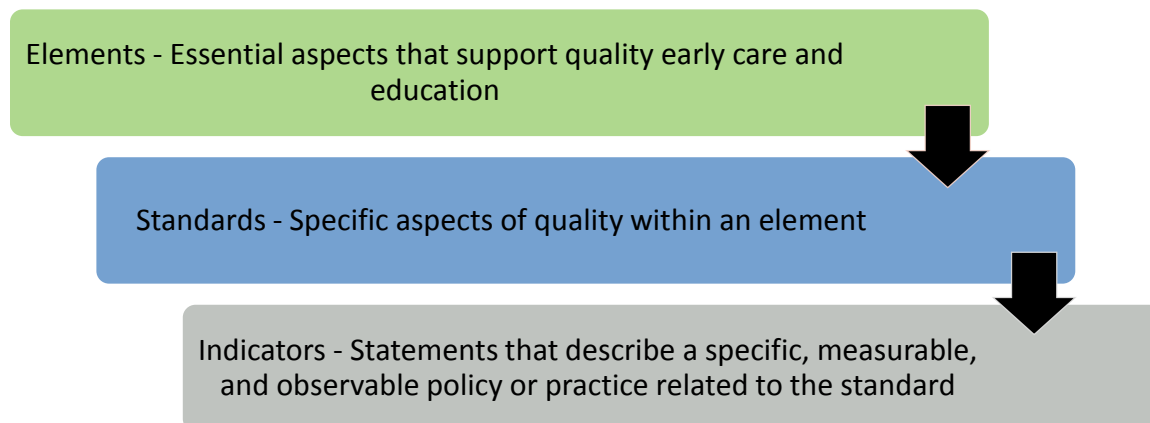 Elements - Essential aspects that support quality early care and
education
Standards - Specific aspects of quality within an element
Indicators - Statements that describe a specific, measurable,
and observable policy or practice related to the standard